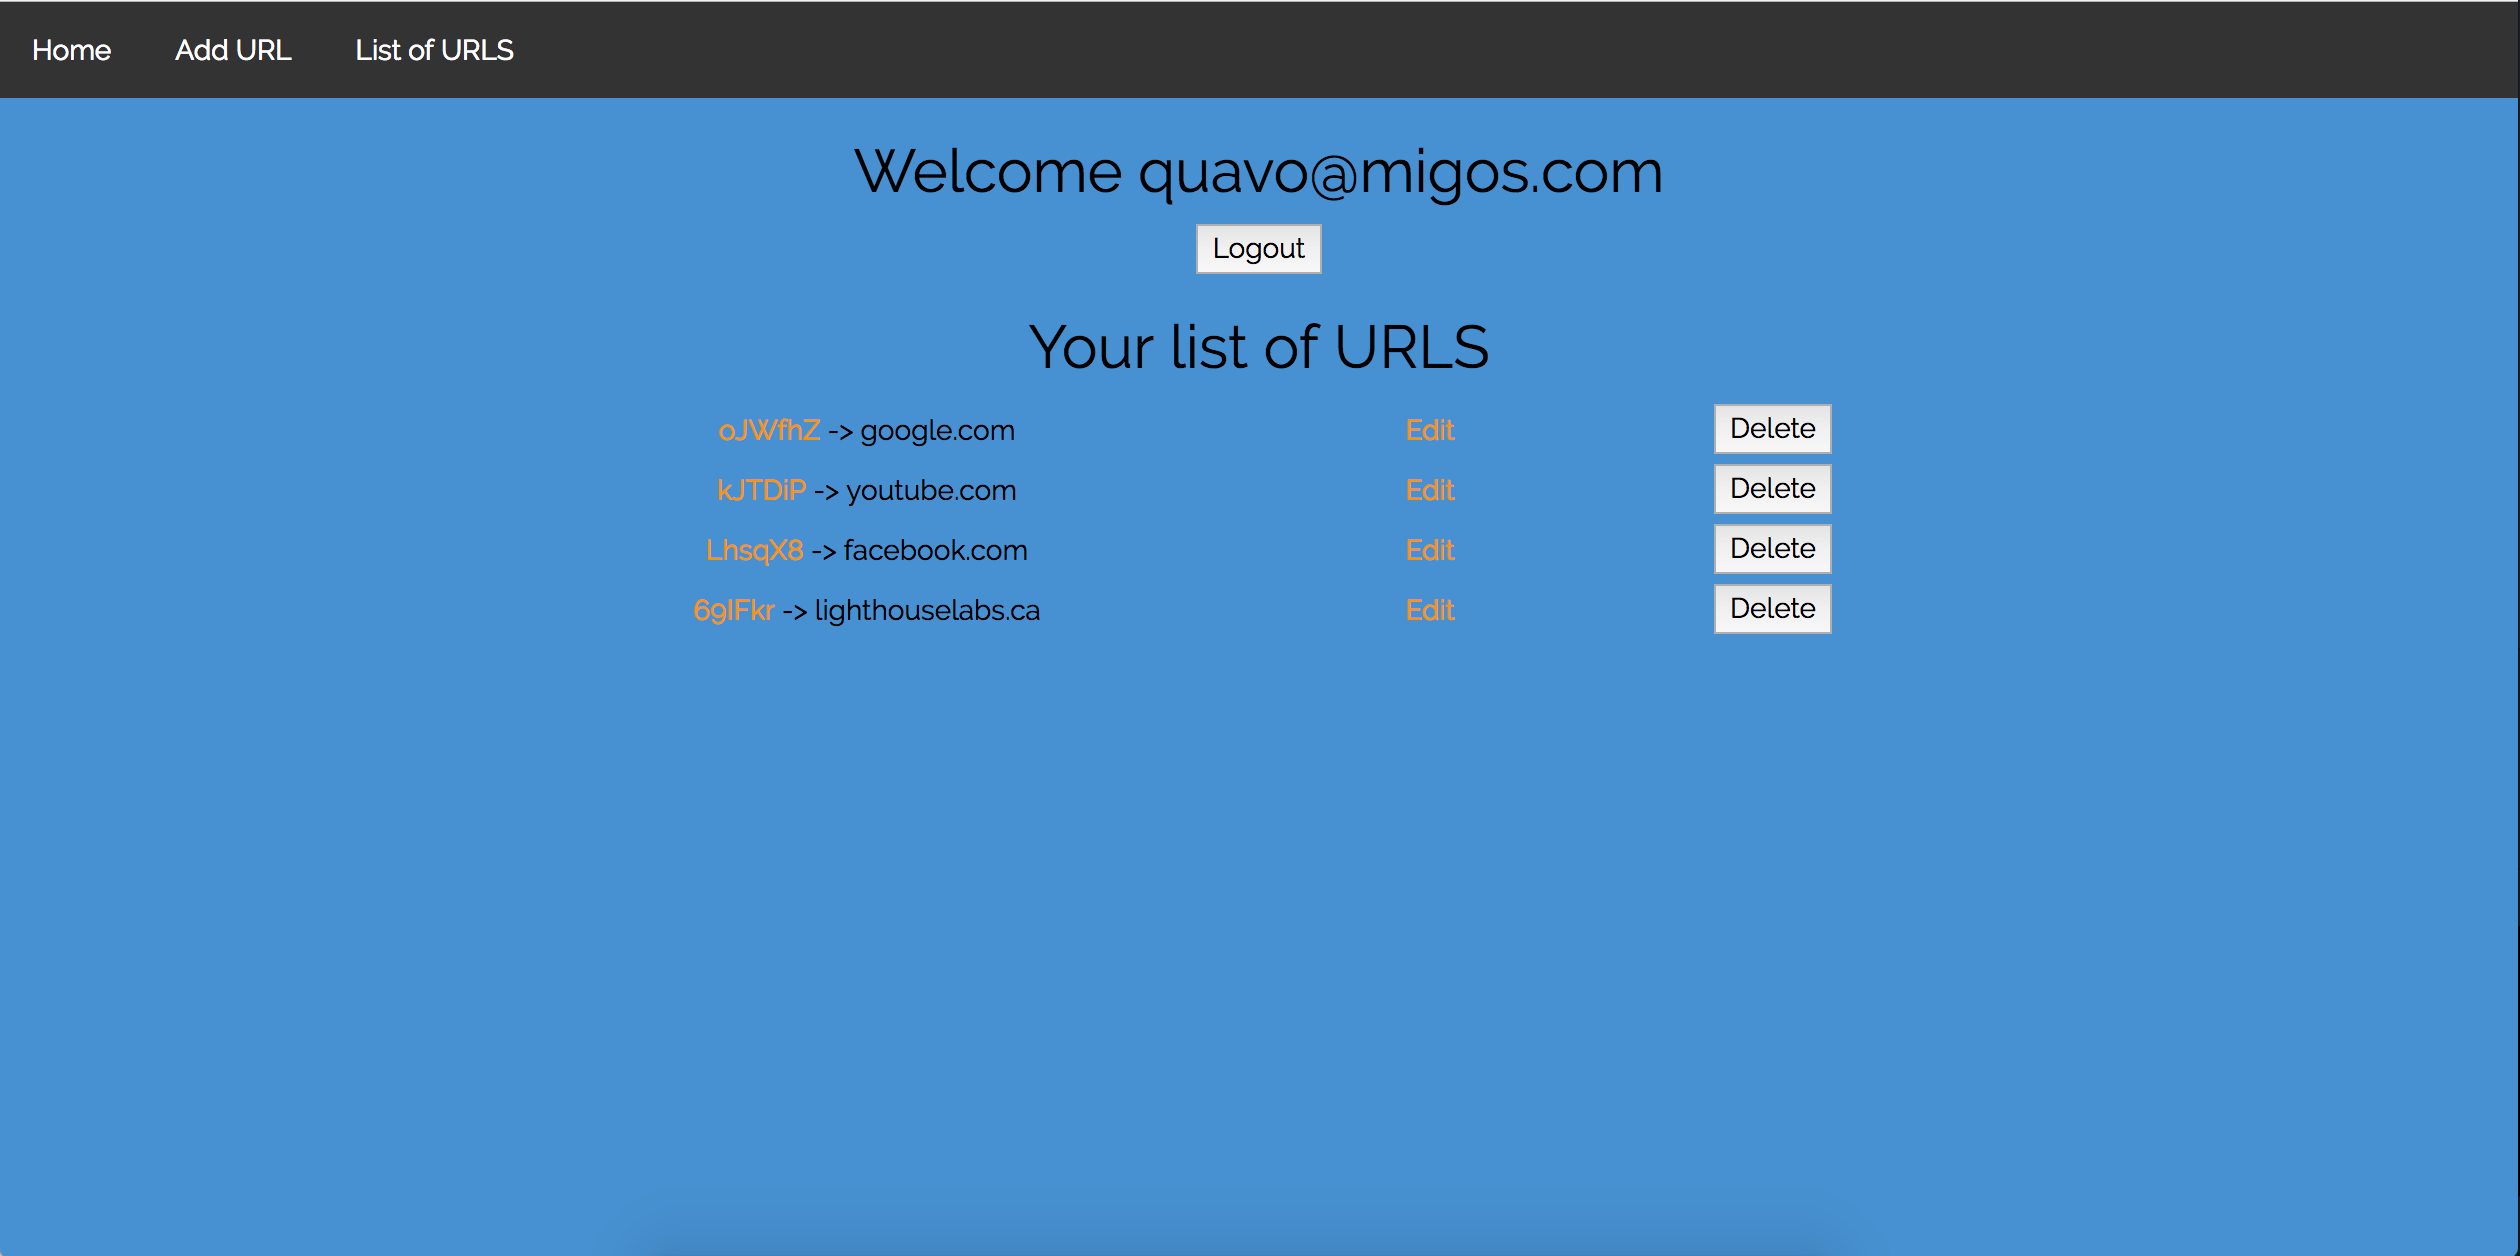 Home Add URL List of URLS
Welcome quavo@migos.com
Logout
Your list of URLS
oJWfhZ -> google.com Edit Delete
kJTDiP -> youtube.com Edit Delete
LhsqX8 -> facebook.com Edit Delete
69IFkr -> lighthouselabs.ca Edit Delete